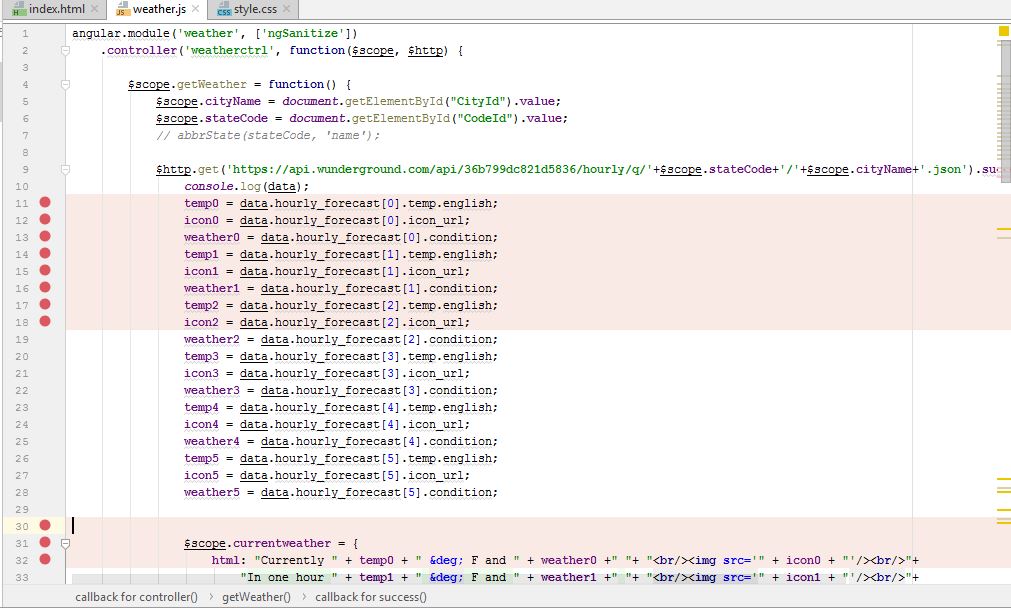 index.html
weather.js
style.css
1 angular.module('weather', ['ngSanitize'])
2 .controller('weatherctrl', function($scope, $http) {
3
4 $scope.getWeather = function() {
5 $scope.cityName = document.getElementById("CityId").value;
6 $scope.stateCode = document.getElementById("CodeId").value;
7 // abbrState(stateCode, 'name');
8
9 $http.get('https://api.wunderground.com/api/36b799dc821d5836/hourly/q/'+$scope.stateCode+'/'+$scope.cityName+'.json').suc
10 console.log(data);
11 temp0 = data.hourly_forecast[0].temp.english;
12 icon0 = data.hourly_forecast[0].icon_url;
13 weather0 = data.hourly_forecast[0].condition;
14 temp1 = data.hourly_forecast[1].temp.english;
15 icon1 = data.hourly_forecast[1].icon_url;
16 weather1 = data.hourly_forecast[1].condition;
17 temp2 = data.hourly_forecast[2].temp.english;
18 icon2 = data.hourly_forecast[2].icon_url;
19 weather2 = data.hourly_forecast[2].condition;
20 temp3 = data.hourly_forecast[3].temp.english;
21 icon3 = data.hourly_forecast[3].icon_url;
22 weather3 = data.hourly_forecast[3].condition;
23 temp4 = data.hourly_forecast[4].temp.english;
24 icon4 = data.hourly_forecast[4].icon_url;
25 weather4 = data.hourly_forecast[4].condition;
26 temp5 = data.hourly_forecast[5].temp.english;
27 icon5 = data.hourly_forecast[5].icon_url;
28 weather5 = data.hourly_forecast[5].condition;
29
30
31 $scope.currentweather = {
32 html: "Currently " + temp0 + " &deg; F and " + weather0 +" "+ "<br/><img src='" + icon0 + "'/><br/>"+
33 "In one hour " + temp1 + " &deg; F and " + weather1 +" "+ "<br/><img src='" + icon1 + "'/><br/>"+
callback for controller() › getWeather() › callback for success()